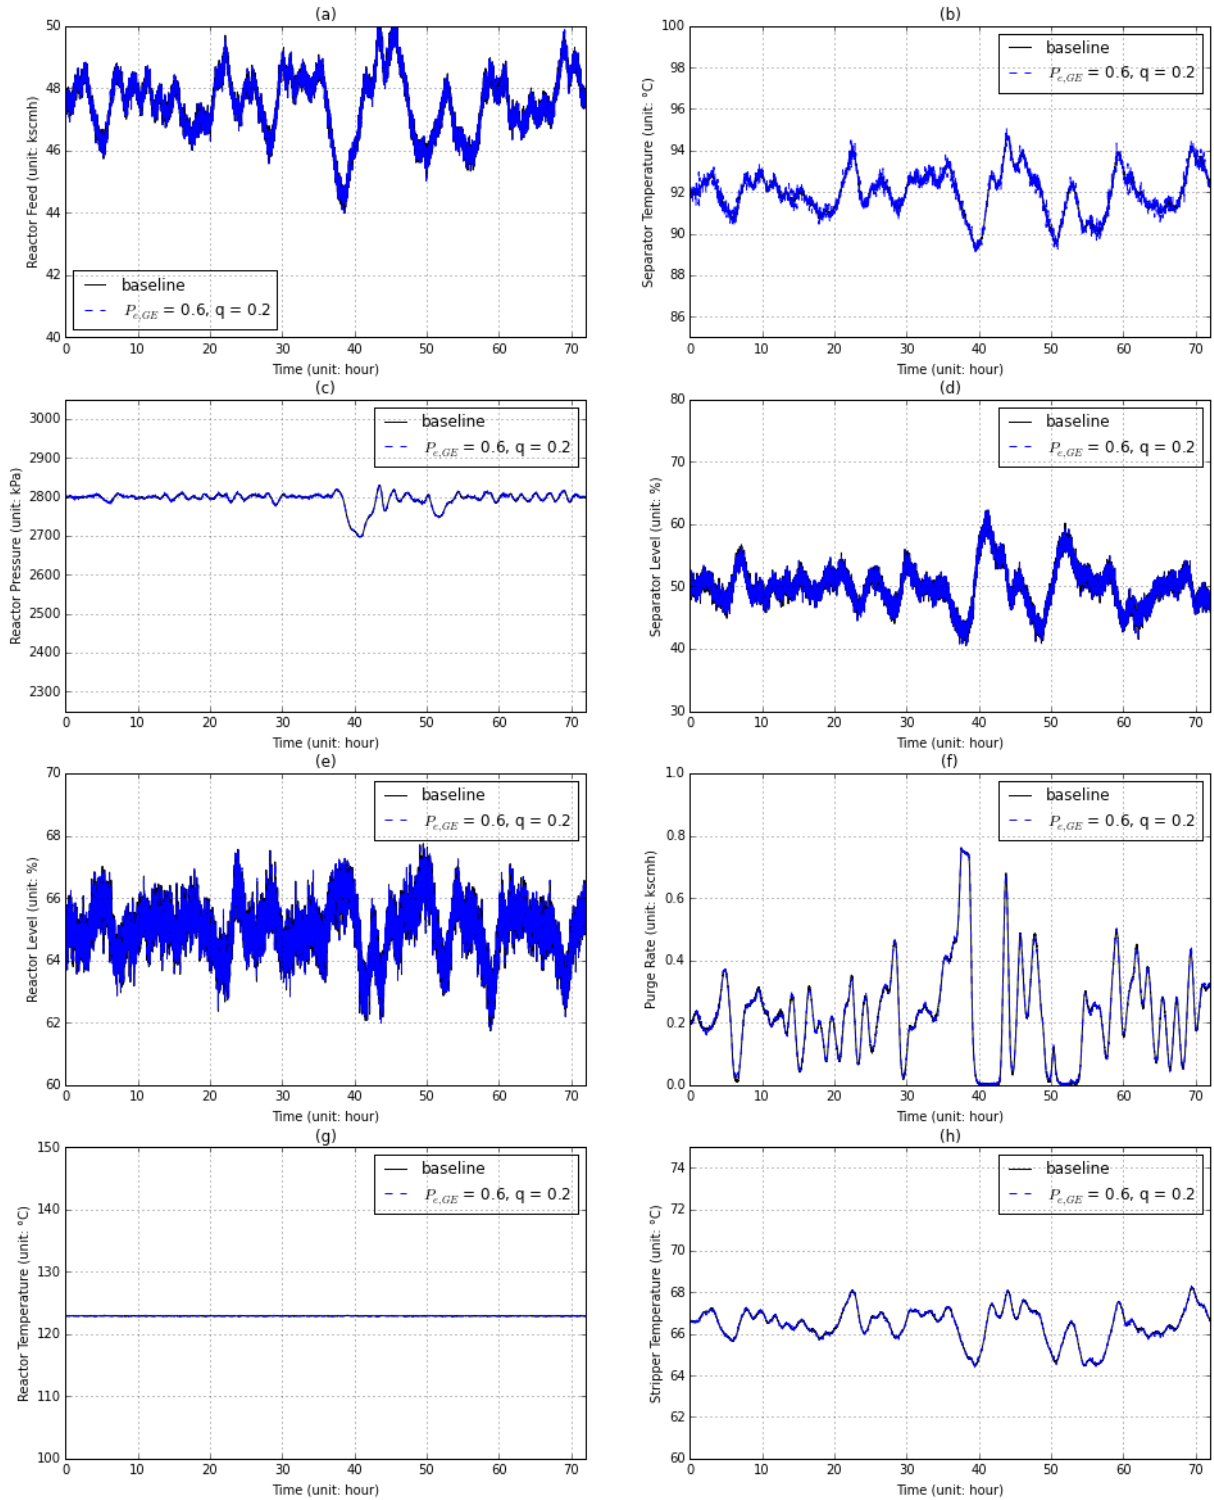 (a)
50
48
46
44
42
40
Reactor Feed (unit: kscmh)
baseline
P_{e,GE} = 0.6, q = 0.2
0 10 20 30 40 50 60 70
Time (unit: hour)
(b)
100
98
96
94
92
90
88
86
Separator Temperature (unit: °C)
baseline
P_{e,GE} = 0.6, q = 0.2
0 10 20 30 40 50 60 70
Time (unit: hour)
(c)
3000
2900
2800
2700
2600
2500
2400
2300
Reactor Pressure (unit: kPa)
baseline
P_{e,GE} = 0.6, q = 0.2
0 10 20 30 40 50 60 70
Time (unit: hour)
(d)
80
70
60
50
40
30
Separator Level (unit: %)
baseline
P_{e,GE} = 0.6, q = 0.2
0 10 20 30 40 50 60 70
Time (unit: hour)
(e)
70
68
66
64
62
60
Reactor Level (unit: %)
baseline
P_{e,GE} = 0.6, q = 0.2
0 10 20 30 40 50 60 70
Time (unit: hour)
(f)
1.0
0.8
0.6
0.4
0.2
0.0
Purge Rate (unit: kscmh)
baseline
P_{e,GE} = 0.6, q = 0.2
0 10 20 30 40 50 60 70
Time (unit: hour)
(g)
150
140
130
120
110
100
Reactor Temperature (unit: °C)
baseline
P_{e,GE} = 0.6, q = 0.2
0 10 20 30 40 50 60 70
Time (unit: hour)
(h)
74
72
70
68
66
64
62
60
Stripper Temperature (unit: °C)
baseline
P_{e,GE} = 0.6, q = 0.2
0 10 20 30 40 50 60 70
Time (unit: hour)